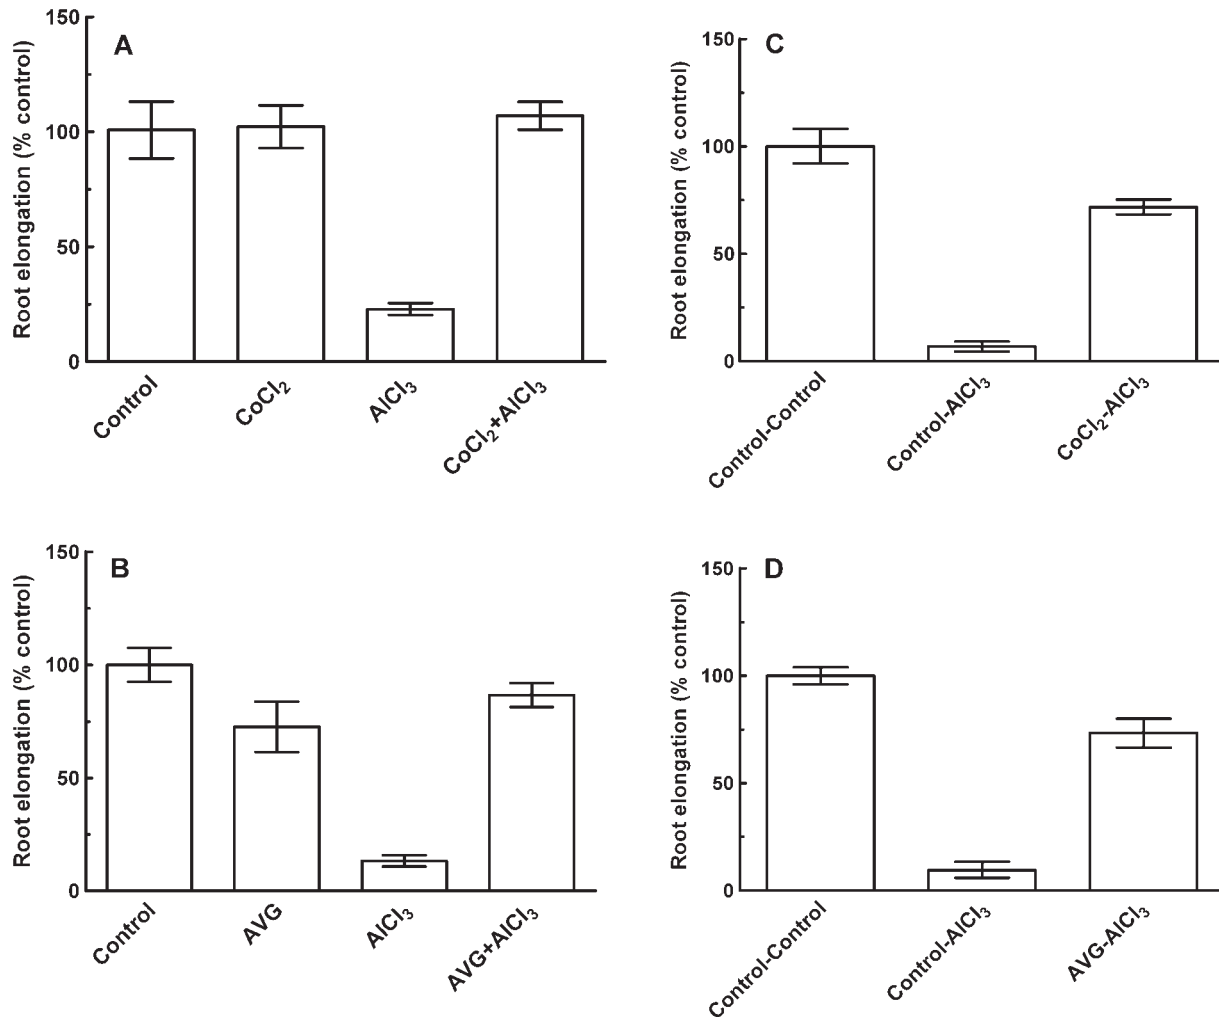 A
Root elongation (% control)
150
100
50
0
Control
CoCl2
AlCl3
CoCl2+AlCl3
C
Root elongation (% control)
150
100
50
0
Control-Control
Control-AlCl3
CoCl2-AlCl3
B
Root elongation (% control)
150
100
50
0
Control
AVG
AlCl3
AVG+AlCl3
D
Root elongation (% control)
150
100
50
0
Control-Control
Control-AlCl3
AVG-AlCl3